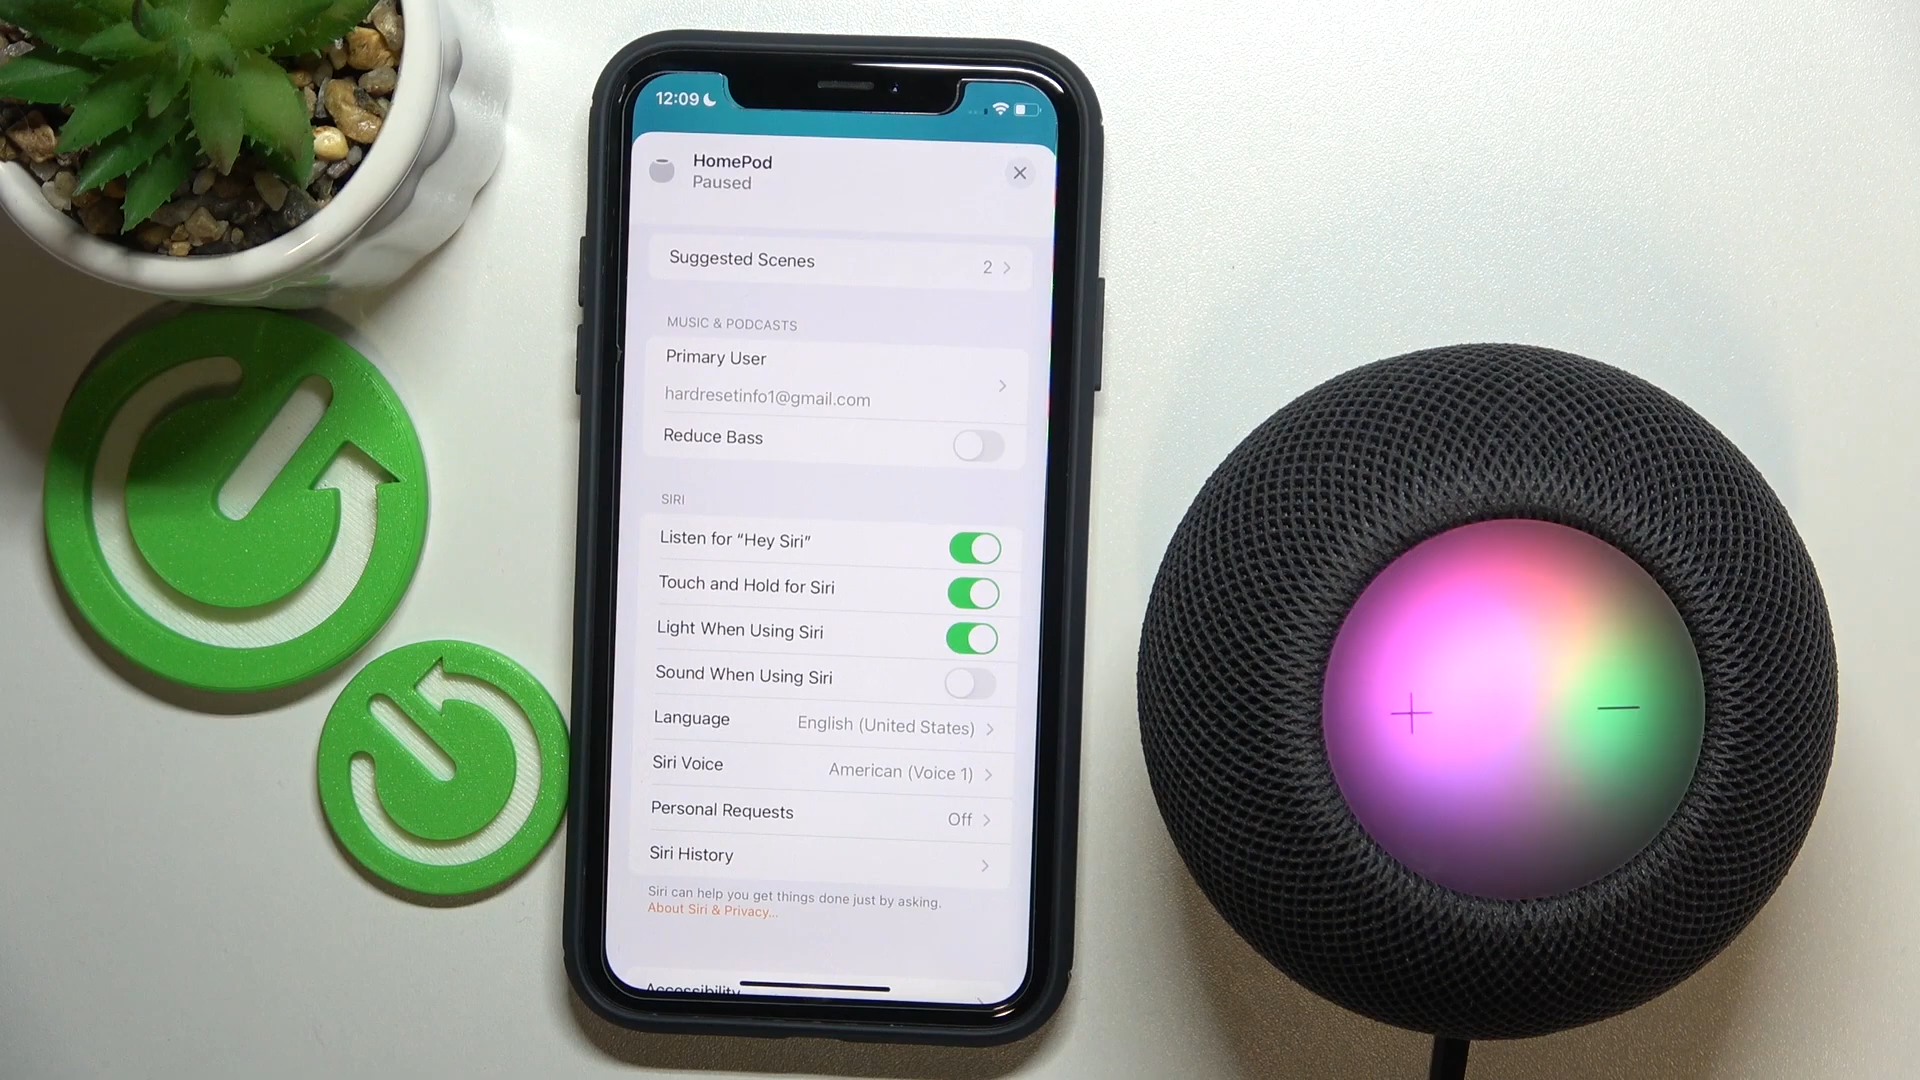 12:09
HomePod
Paused
Suggested Scenes 2
MUSIC & PODCASTS
Primary User
hardresetinfo1@gmail.com
Reduce Bass
SIRI
Listen for “Hey Siri”
Touch and Hold for Siri
Light When Using Siri
Sound When Using Siri
Language English (United States)
Siri Voice American (Voice 1)
Personal Requests Off
Siri History
Siri can help you get things done just by asking.
About Siri & Privacy...
Accessibility
+ −